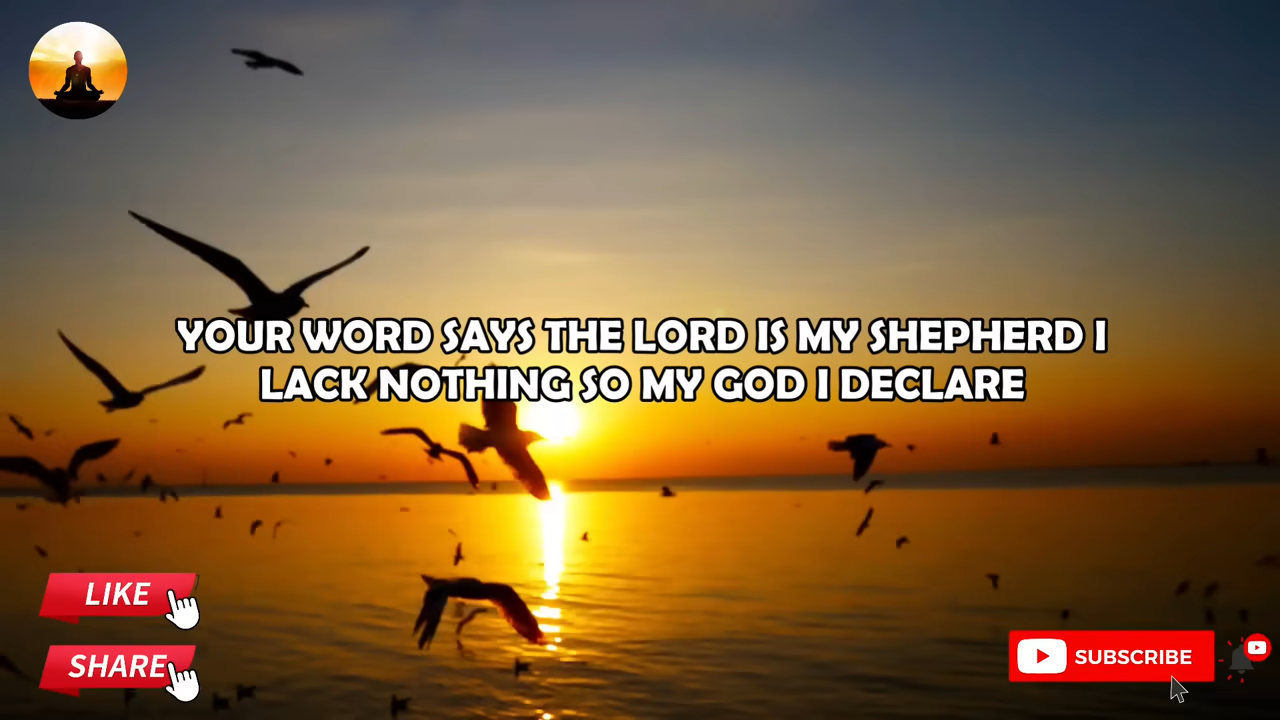 YOUR WORD SAYS THE LORD IS MY SHEPHERD I
LACK NOTHING SO MY GOD I DECLARE
LIKE
SHARE
SUBSCRIBE